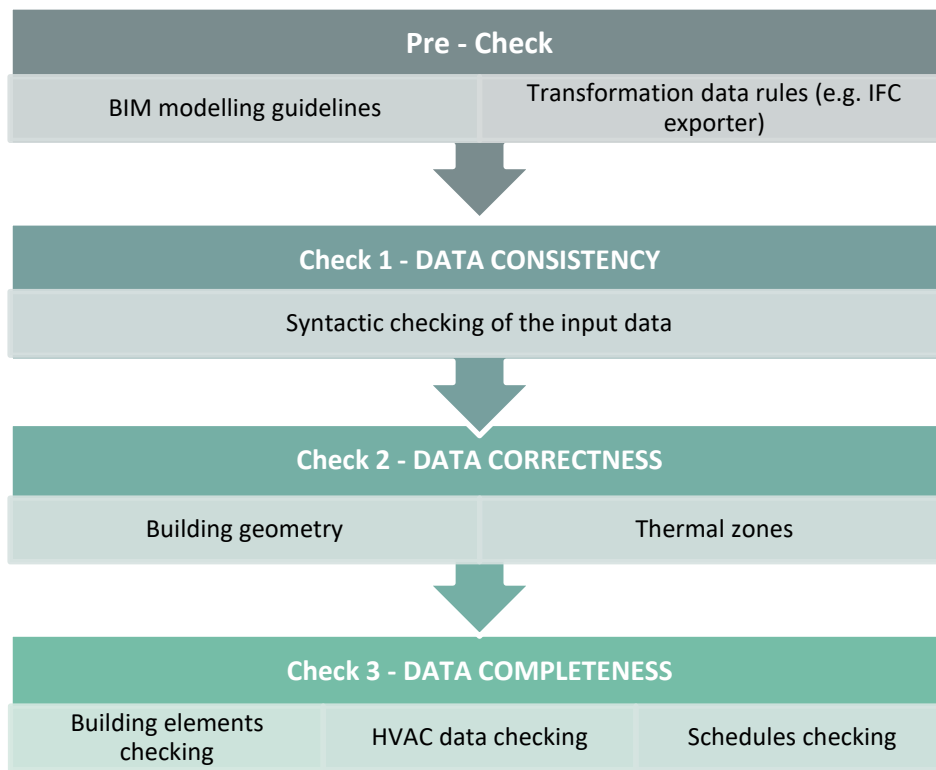 Pre - Check
BIM modelling guidelines
Transformation data rules (e.g. IFC
exporter)
Check 1 - DATA CONSISTENCY
Syntactic checking of the input data
Check 2 - DATA CORRECTNESS
Building geometry
Thermal zones
Check 3 - DATA COMPLETENESS
Building elements
checking
HVAC data checking
Schedules checking